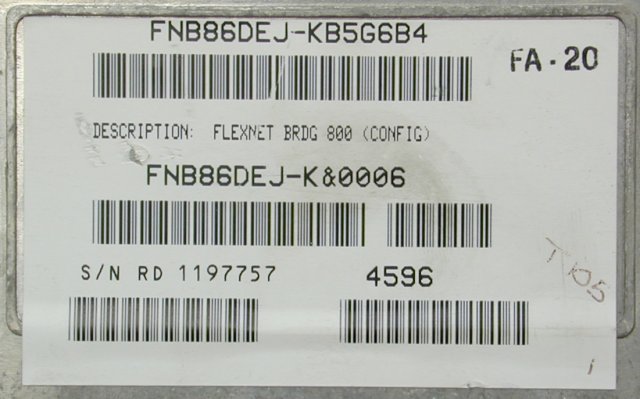 FNB86DEJ-KB5G6B4
FA-20
DESCRIPTION: FLEXNET BRDG 800 (CONFIG)
FNB86DEJ-K&0006
S/N RD 1197757 4596
T105